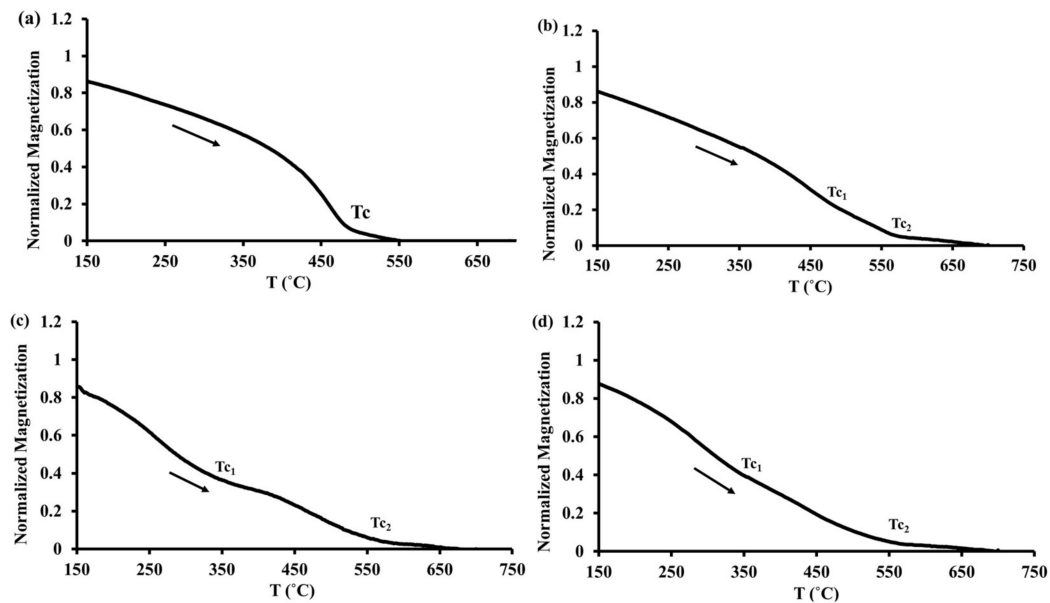 (a)
1.2
1
0.8
0.6
0.4
0.2
0
Normalized Magnetization
Tc
150 250 350 450 550 650
T (˚C)
(b)
1.2
1
0.8
0.6
0.4
0.2
0
Normalized Magnetization
Tc₁
Tc₂
150 250 350 450 550 650 750
T (˚C)
(c)
1.2
1
0.8
0.6
0.4
0.2
0
Normalized Magnetization
Tc₁
Tc₂
150 250 350 450 550 650 750
T (˚C)
(d)
1.2
1
0.8
0.6
0.4
0.2
0
Normalized Magnetization
Tc₁
Tc₂
150 250 350 450 550 650 750
T (˚C)